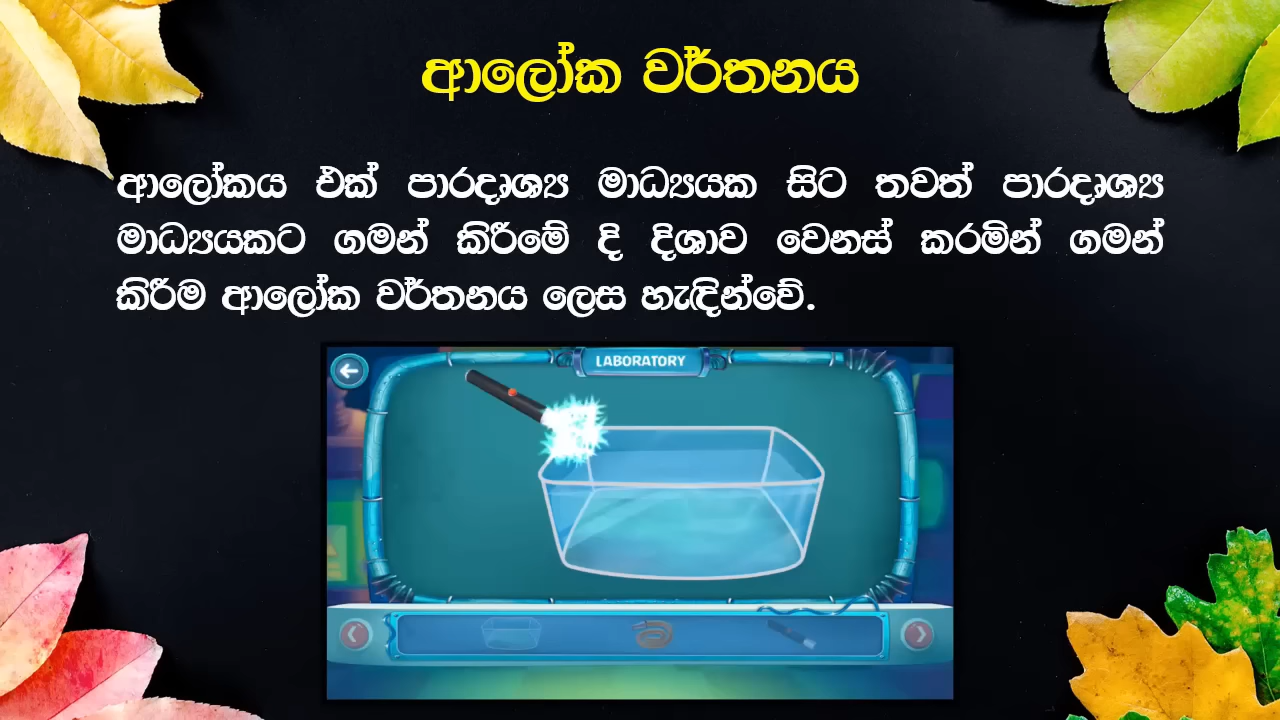 ආලෝක වර්තනය
ආලෝකය එක් පාරදෘශ්‍ය මාධ්‍යයක සිට තවත් පාරදෘශ්‍ය
මාධ්‍යයකට ගමන් කිරීමේ දි දිශාව වෙනස් කරමින් ගමන්
කිරීම ආලෝක වර්තනය ලෙස හැඳින්වේ.
LABORATORY